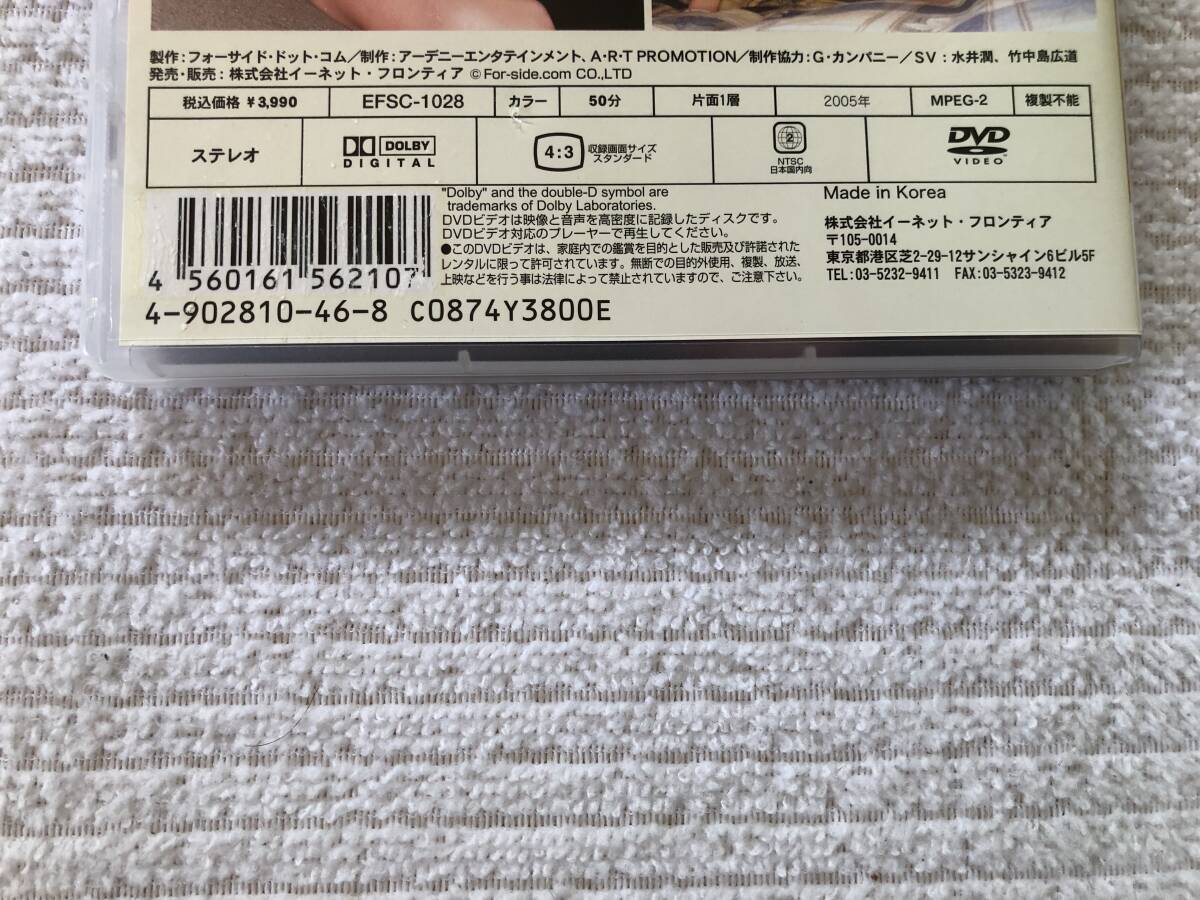 製作：フォーサイド・ドット・コム／制作：アーデニーエンタテインメント、A・R・T PROMOTION／制作協力：G・カンパニー／SV：水井潤、竹中島広道
発売・販売：株式会社イーネット・フロンティア ©For-side.com CO.,LTD
税込価格 ¥3,990 EFSC-1028 カラー 50分 片面1層 2005年 MPEG-2 複製不能
ステレオ DOLBY DIGITAL 4:3 収録画面サイズ スタンダード 2 NTSC 日本国内向 DVD VIDEO
"Dolby" and the double-D symbol are
trademarks of Dolby Laboratories.
DVDビデオは映像と音声を高密度に記録したディスクです。
DVDビデオ対応のプレーヤーで再生してください。
●このDVDビデオは、家庭内での鑑賞を目的とした販売及び許諾された
レンタルに限って許可されています。無断での目的外使用、複製、放送、
上映などを行う事は法律によって禁止されていますので、ご注意下さい。
Made in Korea
株式会社イーネット・フロンティア
〒105-0014
東京都港区芝2-29-12サンシャイン6ビル5F
TEL:03-5232-9411 FAX:03-5323-9412
4 560161 562107
4-902810-46-8 C0874Y3800E